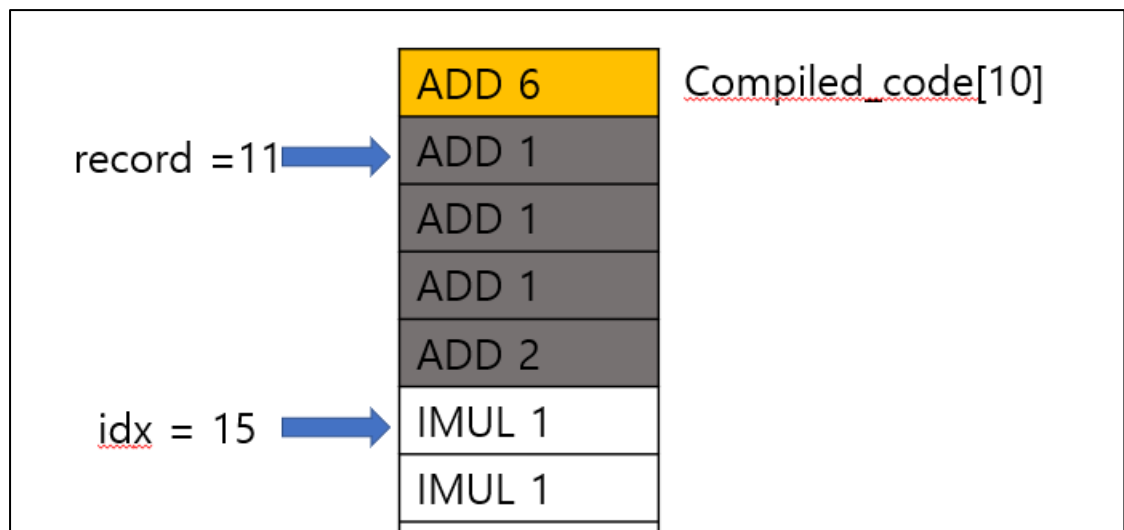 ADD 6
Compiled_code[10]
record =11
ADD 1
ADD 1
ADD 1
ADD 2
idx = 15
IMUL 1
IMUL 1